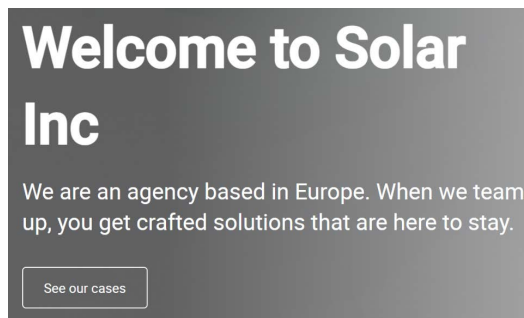 Welcome to Solar
Inc
We are an agency based in Europe. When we team
up, you get crafted solutions that are here to stay.
See our cases